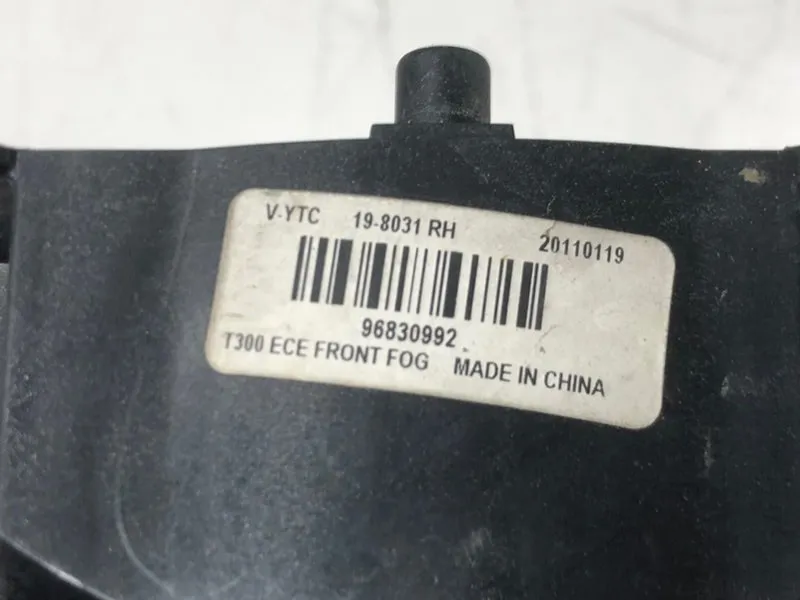 V-YTC 19-8031 RH 20110119
96830992
T300 ECE FRONT FOG MADE IN CHINA